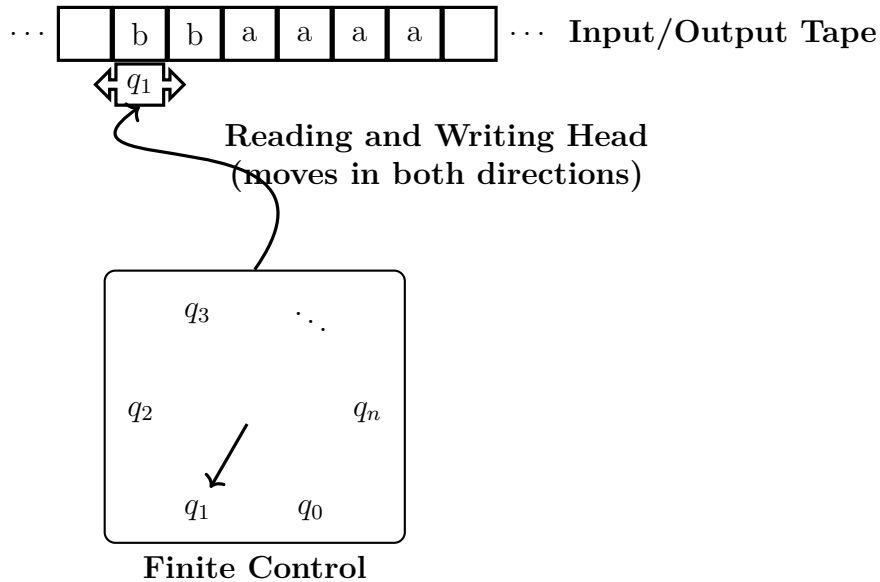 ··· b b a a a a ··· Input/Output Tape
q₁
Reading and Writing Head
(moves in both directions)
q₃ ⋱
q₂ qₙ
q₁ q₀
Finite Control